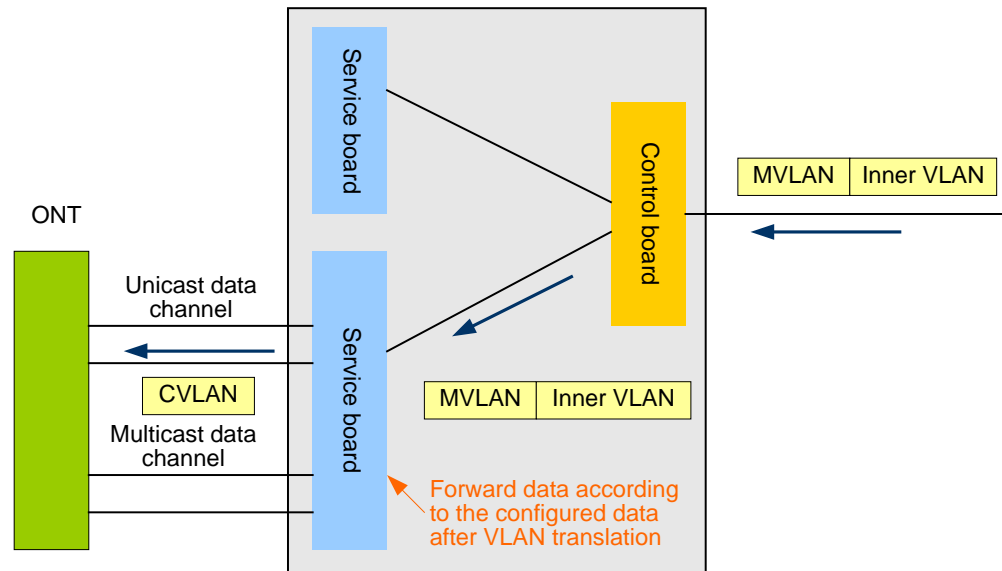 Service board
Control board
MVLAN Inner VLAN
ONT
Unicast data
channel
Service board
CVLAN
MVLAN Inner VLAN
Multicast data
channel
Forward data according
to the configured data
after VLAN translation